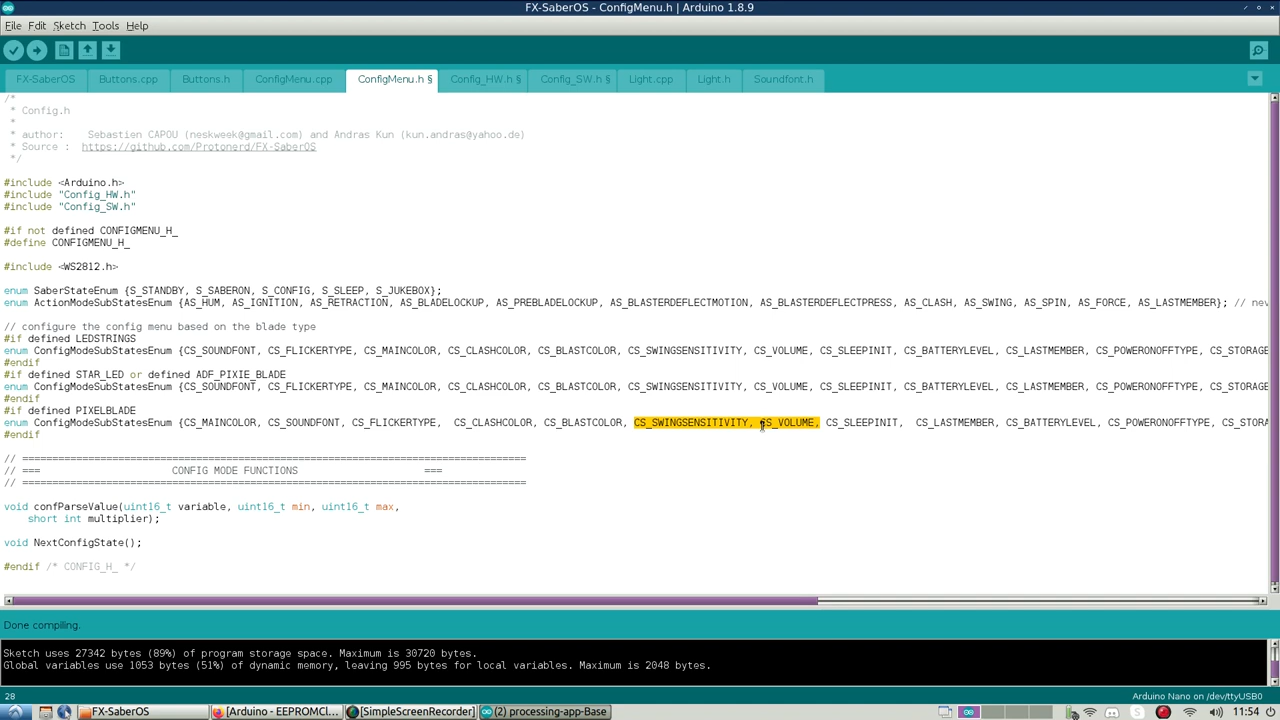 FX-SaberOS - ConfigMenu.h | Arduino 1.8.9
File Edit Sketch Tools Help
FX-SaberOS Buttons.cpp Buttons.h ConfigMenu.cpp ConfigMenu.h § Config_HW.h § Config_SW.h § Light.cpp Light.h Soundfont.h
/*
* Config.h
*
* author: Sebastien CAPOU (neskweek@gmail.com) and Andras Kun (kun.andras@yahoo.de)
* Source : https://github.com/Protonerd/FX-SaberOS
*/
#include <Arduino.h>
#include "Config_HW.h"
#include "Config_SW.h"
#if not defined CONFIGMENU_H_
#define CONFIGMENU_H_
#include <WS2812.h>
enum SaberStateEnum {S_STANDBY, S_SABERON, S_CONFIG, S_SLEEP, S_JUKEBOX};
enum ActionModeSubStatesEnum {AS_HUM, AS_IGNITION, AS_RETRACTION, AS_BLADELOCKUP, AS_PREBLADELOCKUP, AS_BLASTERDEFLECTMOTION, AS_BLASTERDEFLECTPRESS, AS_CLASH, AS_SWING, AS_SPIN, AS_FORCE, AS_LASTMEMBER}; // nev
// configure the config menu based on the blade type
#if defined LEDSTRINGS
enum ConfigModeSubStatesEnum {CS_SOUNDFONT, CS_FLICKERTYPE, CS_MAINCOLOR, CS_CLASHCOLOR, CS_BLASTCOLOR, CS_SWINGSENSITIVITY, CS_VOLUME, CS_SLEEPINIT, CS_BATTERYLEVEL, CS_LASTMEMBER, CS_POWERONOFFTYPE, CS_STORAGE
#endif
#if defined STAR_LED or defined ADF_PIXIE_BLADE
enum ConfigModeSubStatesEnum {CS_SOUNDFONT, CS_FLICKERTYPE, CS_MAINCOLOR, CS_CLASHCOLOR, CS_BLASTCOLOR, CS_SWINGSENSITIVITY, CS_VOLUME, CS_SLEEPINIT, CS_BATTERYLEVEL, CS_LASTMEMBER, CS_POWERONOFFTYPE, CS_STORAGE
#endif
#if defined PIXELBLADE
enum ConfigModeSubStatesEnum {CS_MAINCOLOR, CS_SOUNDFONT, CS_FLICKERTYPE, CS_CLASHCOLOR, CS_BLASTCOLOR, CS_SWINGSENSITIVITY, CS_VOLUME, CS_SLEEPINIT, CS_LASTMEMBER, CS_BATTERYLEVEL, CS_POWERONOFFTYPE, CS_STORA
#endif
// ====================================================================================
// === CONFIG MODE FUNCTIONS ===
// ====================================================================================
void confParseValue(uint16_t variable, uint16_t min, uint16_t max,
short int multiplier);
void NextConfigState();
#endif /* CONFIG_H_ */
Done compiling.
Sketch uses 27342 bytes (89%) of program storage space. Maximum is 30720 bytes.
Global variables use 1053 bytes (51%) of dynamic memory, leaving 995 bytes for local variables. Maximum is 2048 bytes.
28 Arduino Nano on /dev/ttyUSB0
FX-SaberOS [Arduino - EEPROMCl... [SimpleScreenRecorder] (2) processing-app-Base 11:54